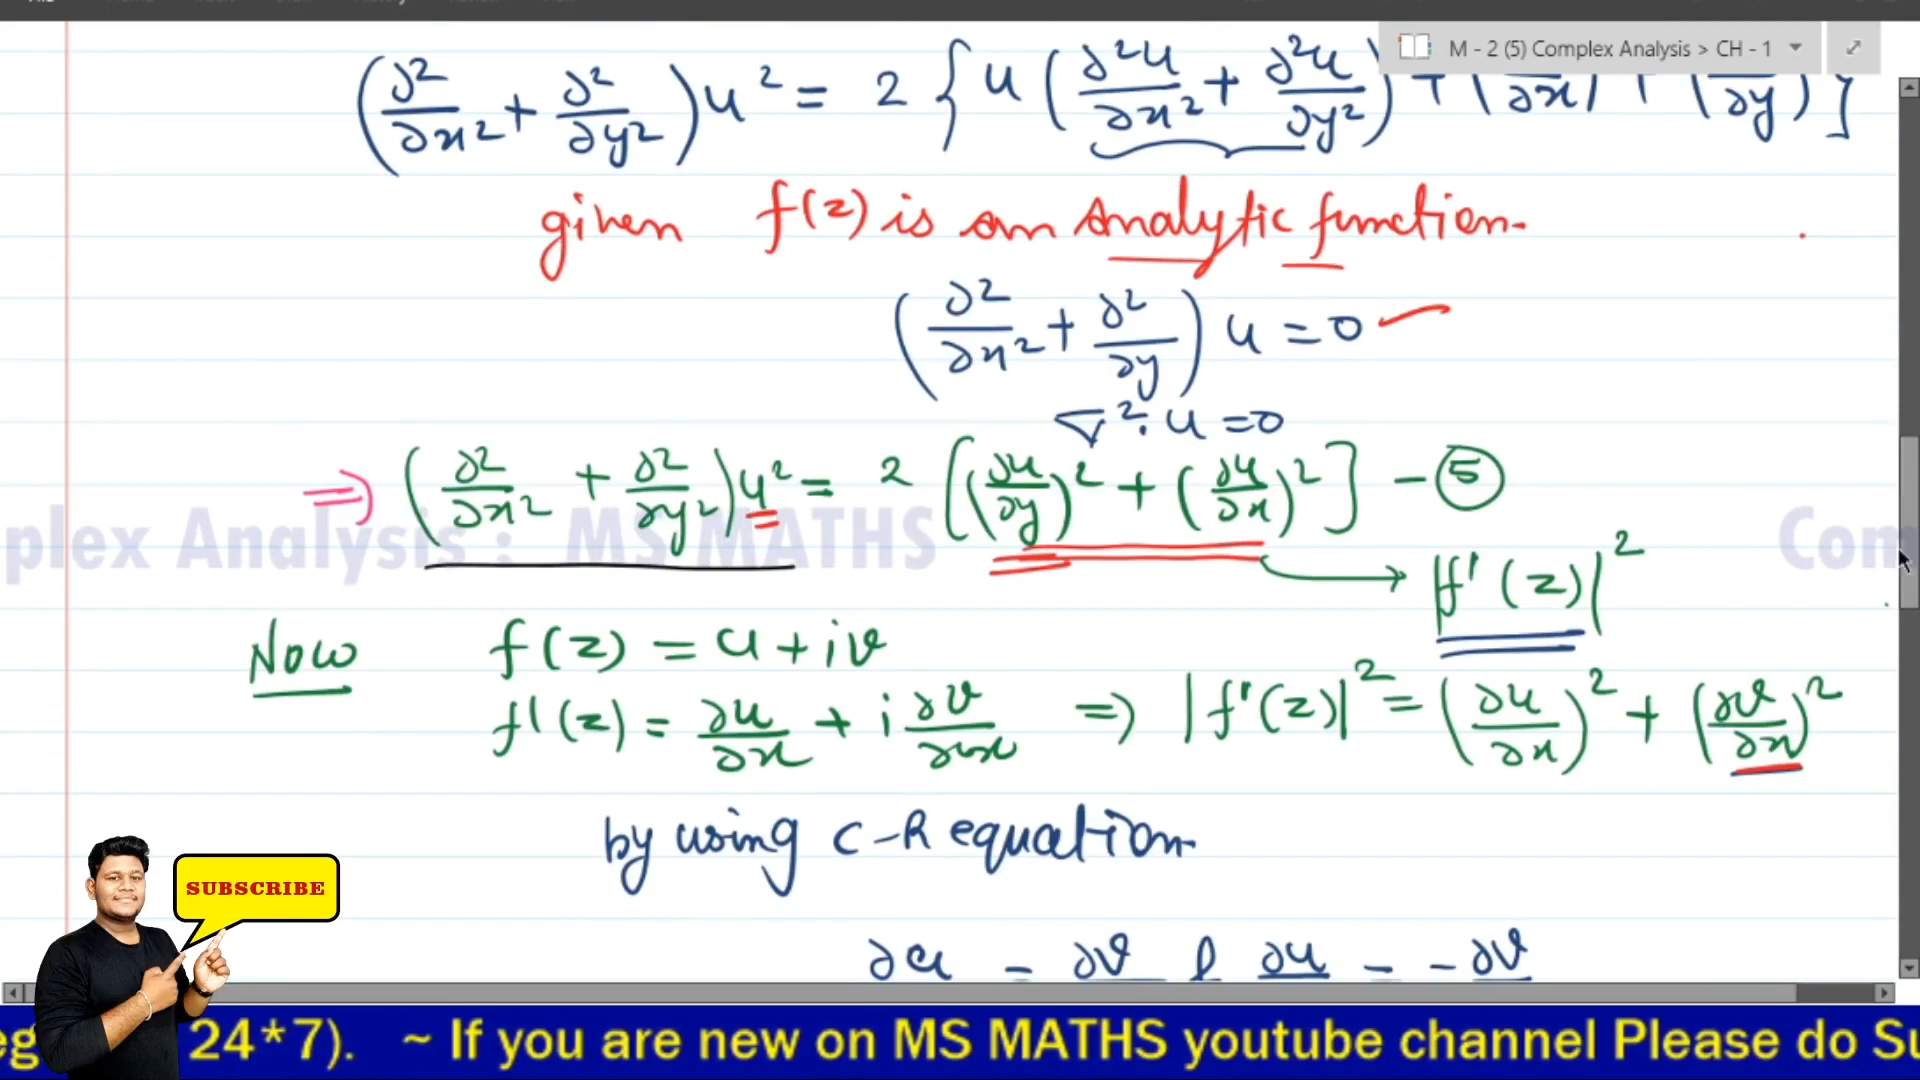 M - 2 (5) Complex Analysis > CH - 1
(∂²/∂x² + ∂²/∂y²) u² = 2 { u (∂²u/∂x² + ∂²u/∂y²) + ( /∂x) + ( /∂y) }
given f(z) is an Analytic function.
(∂²/∂x² + ∂²/∂y) u = 0
∇². u = 0
⇒ (∂²/∂x² + ∂²/∂y²) u² = 2 [(∂u/∂y)² + (∂u/∂x)²] - ⑤
plex Analysis : MS MATHS Com
→ |f'(z)|²
Now f(z) = u + iv
f'(z) = ∂u/∂x + i ∂v/∂x ⇒ |f'(z)|² = (∂u/∂x)² + (∂v/∂x)²
by using C-R equation
SUBSCRIBE
∂u = ∂v & ∂u = - ∂v
eg 24*7). ~ If you are new on MS MATHS youtube channel Please do Su